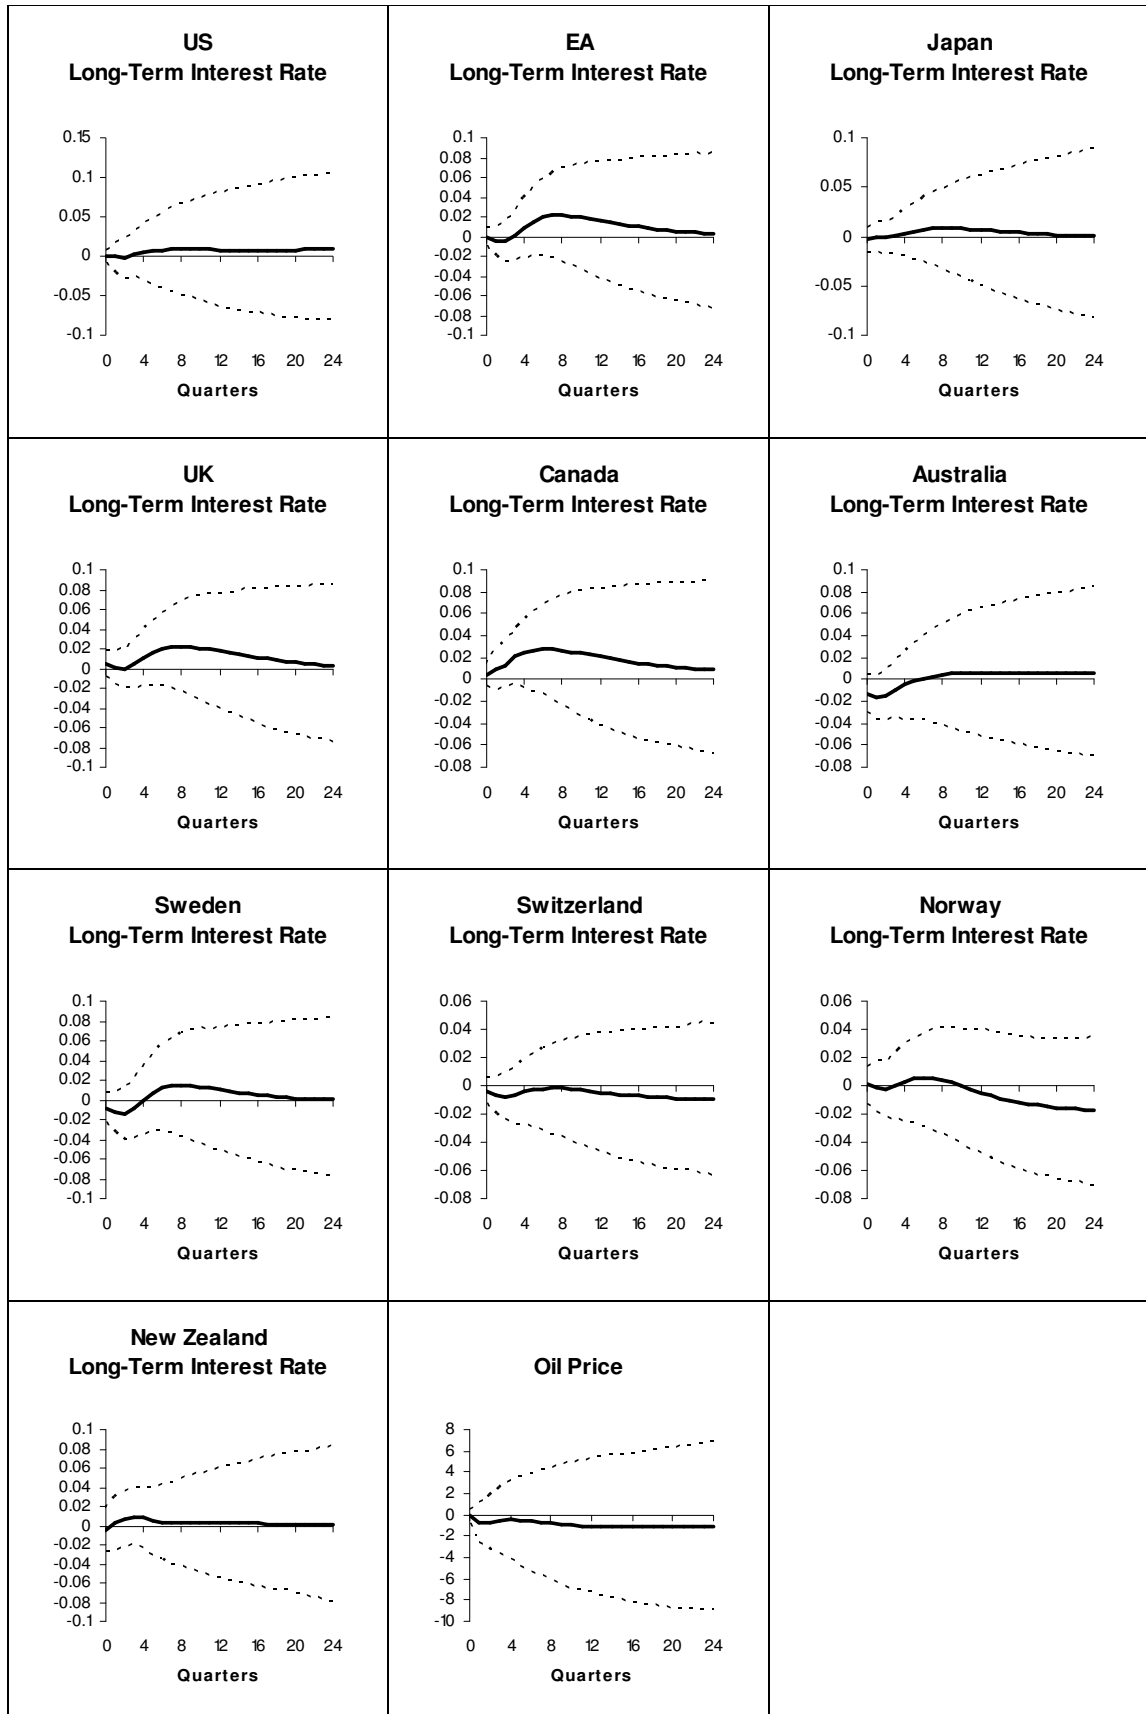 US
Long-Term Interest Rate
0.15
0.1
0.05
0
-0.05
-0.1
0 4 8 12 16 20 24
Quarters
EA
Long-Term Interest Rate
0.1
0.08
0.06
0.04
0.02
0
-0.02
-0.04
-0.06
-0.08
-0.1
0 4 8 12 16 20 24
Quarters
Japan
Long-Term Interest Rate
0.1
0.05
0
-0.05
-0.1
0 4 8 12 16 20 24
Quarters
UK
Long-Term Interest Rate
0.1
0.08
0.06
0.04
0.02
0
-0.02
-0.04
-0.06
-0.08
-0.1
0 4 8 12 16 20 24
Quarters
Canada
Long-Term Interest Rate
0.1
0.08
0.06
0.04
0.02
0
-0.02
-0.04
-0.06
-0.08
0 4 8 12 16 20 24
Quarters
Australia
Long-Term Interest Rate
0.1
0.08
0.06
0.04
0.02
0
-0.02
-0.04
-0.06
-0.08
0 4 8 12 16 20 24
Quarters
Sweden
Long-Term Interest Rate
0.1
0.08
0.06
0.04
0.02
0
-0.02
-0.04
-0.06
-0.08
-0.1
0 4 8 12 16 20 24
Quarters
Switzerland
Long-Term Interest Rate
0.06
0.04
0.02
0
-0.02
-0.04
-0.06
-0.08
0 4 8 12 16 20 24
Quarters
Norway
Long-Term Interest Rate
0.06
0.04
0.02
0
-0.02
-0.04
-0.06
-0.08
0 4 8 12 16 20 24
Quarters
New Zealand
Long-Term Interest Rate
0.1
0.08
0.06
0.04
0.02
0
-0.02
-0.04
-0.06
-0.08
-0.1
0 4 8 12 16 20 24
Quarters
Oil Price
8
6
4
2
0
-2
-4
-6
-8
-10
0 4 8 12 16 20 24
Quarters